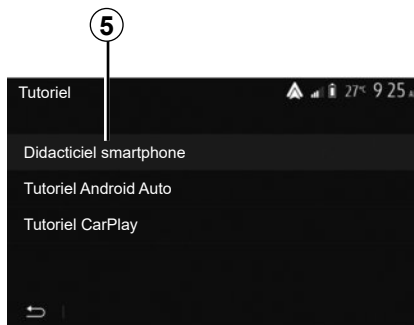 5
Tutoriel 27°C 9 25
Didacticiel smartphone
Tutoriel Android Auto
Tutoriel CarPlay